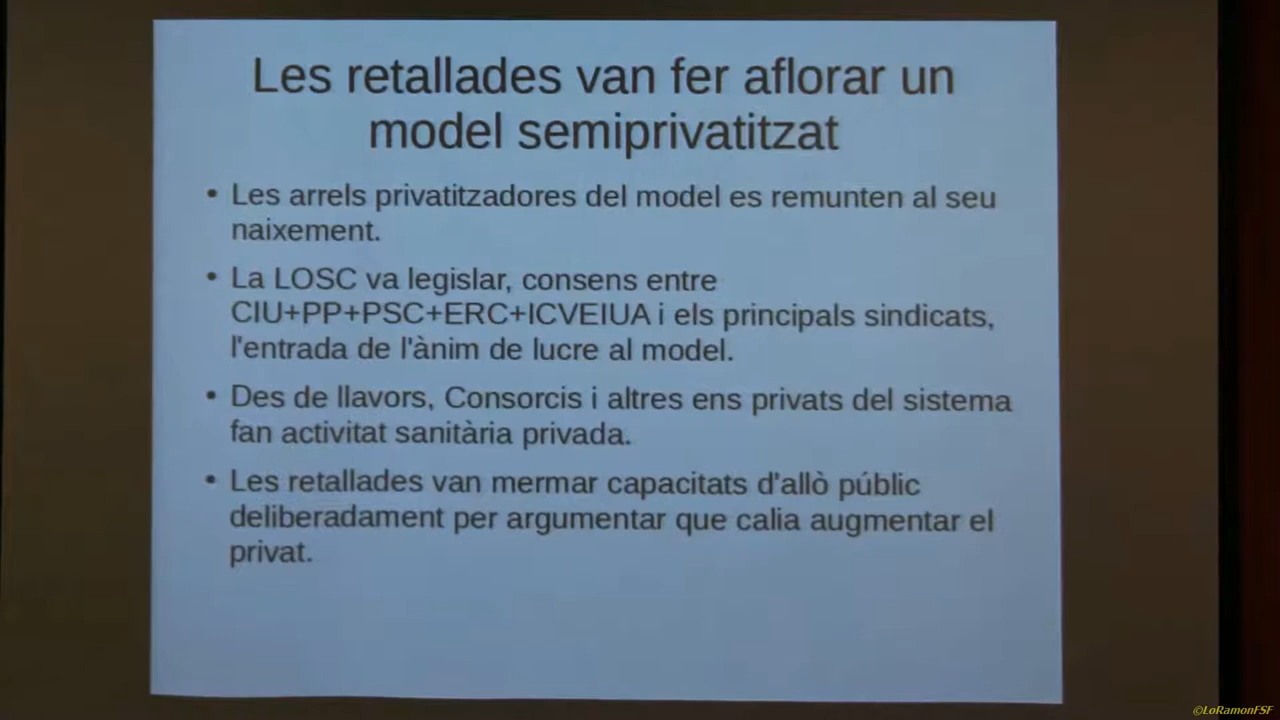 Les retallades van fer aflorar un
model semiprivatitzat
• Les arrels privatitzadores del model es remunten al seu
naixement.
• La LOSC va legislar, consens entre
CIU+PP+PSC+ERC+ICVEIUA i els principals sindicats,
l'entrada de l'ànim de lucre al model.
• Des de llavors, Consorcis i altres ens privats del sistema
fan activitat sanitària privada.
• Les retallades van mermar capacitats d'allò públic
deliberadament per argumentar que calia augmentar el
privat.
©LoRamonFSF